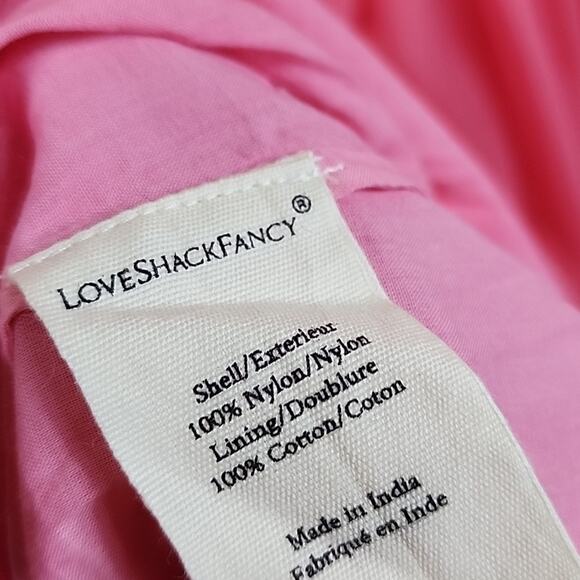 LOVESHACKFANCY®
Shell/Exterieur
100% Nylon/Nylon
Lining/Doublure
100% Cotton/Coton
Made in India
Fabriqué en Inde